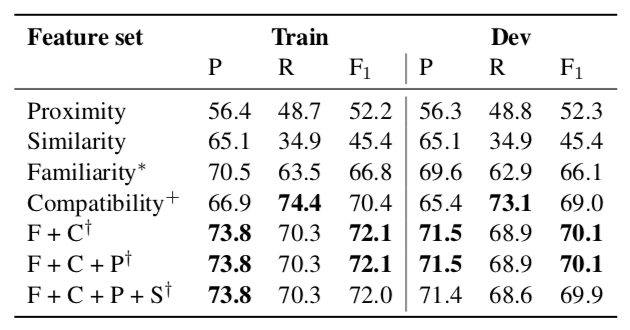 Feature set Train Dev
P R F₁ P R F₁
Proximity 56.4 48.7 52.2 56.3 48.8 52.3
Similarity 65.1 34.9 45.4 65.1 34.9 45.4
Familiarity* 70.5 63.5 66.8 69.6 62.9 66.1
Compatibility⁺ 66.9 74.4 70.4 65.4 73.1 69.0
F + C† 73.8 70.3 72.1 71.5 68.9 70.1
F + C + P† 73.8 70.3 72.1 71.5 68.9 70.1
F + C + P + S† 73.8 70.3 72.0 71.4 68.6 69.9